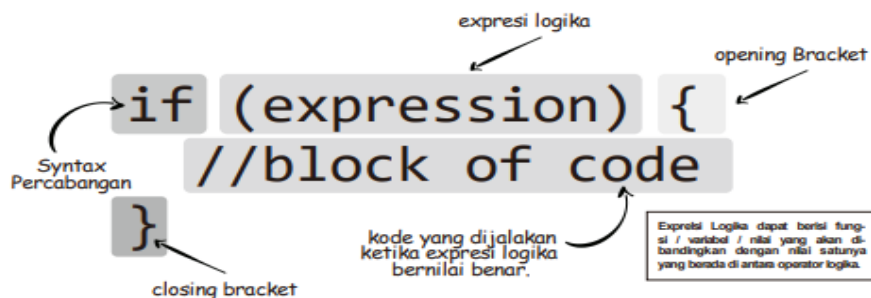 expresi logika
opening Bracket
if (expression) {
Syntax
Percabangan
//block of code
}
kode yang dijalakan
ketika expresi logika
bernilai benar.
Expreisi Logika dapat berisi fung-
si / variabel / nilai yang akan di-
bandingkan dengan nilai satunya
yang berada di antara operator logika.
closing bracket